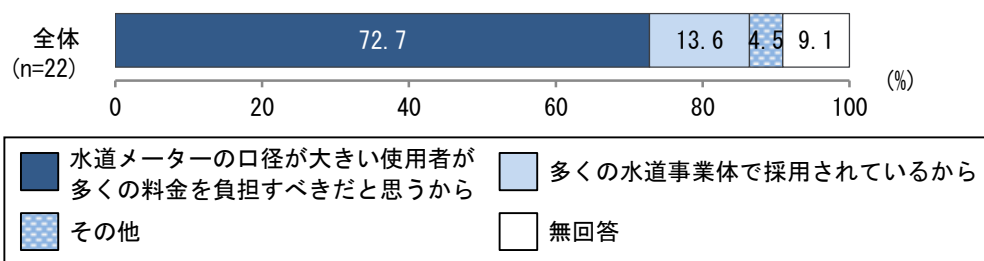 全体
(n=22)
72.7
13.6
4.5
9.1
(%)
0 20 40 60 80 100
水道メーターの口径が大きい使用者が
多くの料金を負担すべきだと思うから
多くの水道事業体で採用されているから
その他
無回答